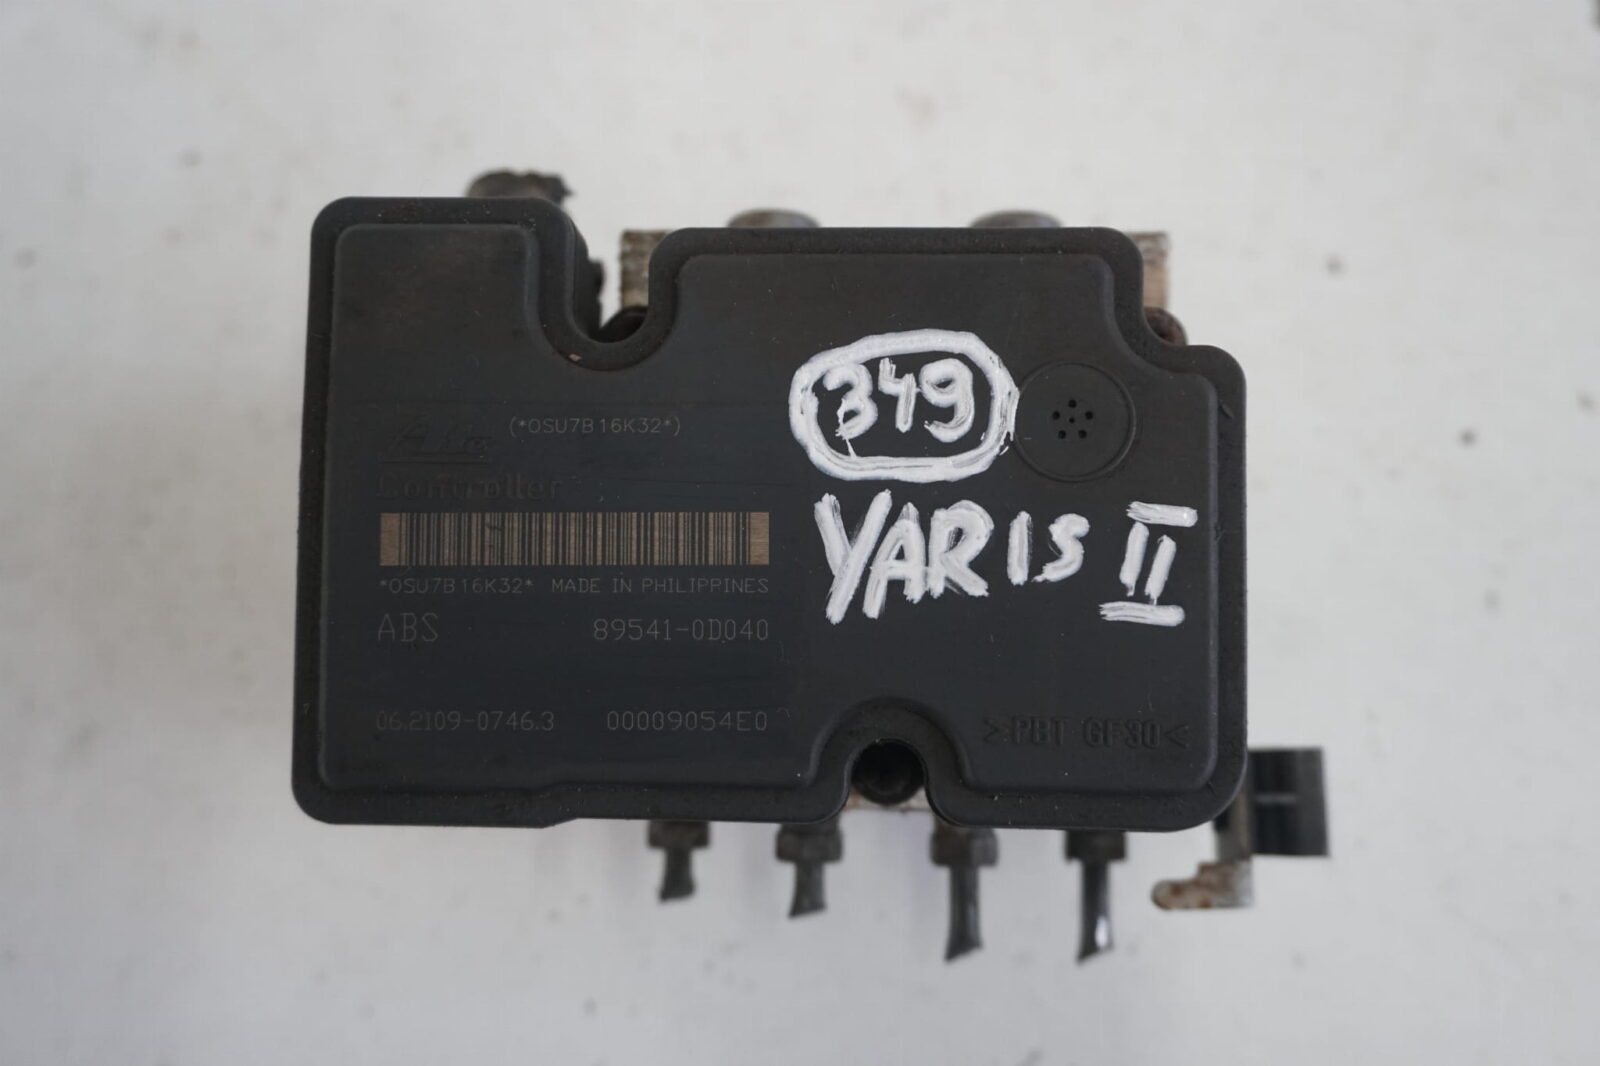 349
(*OSU7B16K32*)
Ate
Controller
YARIS II
*OSU7B16K32* MADE IN PHILIPPINES
ABS 89541-0D040
06.2109-0746.3 00009054E0
>PBT GF30<